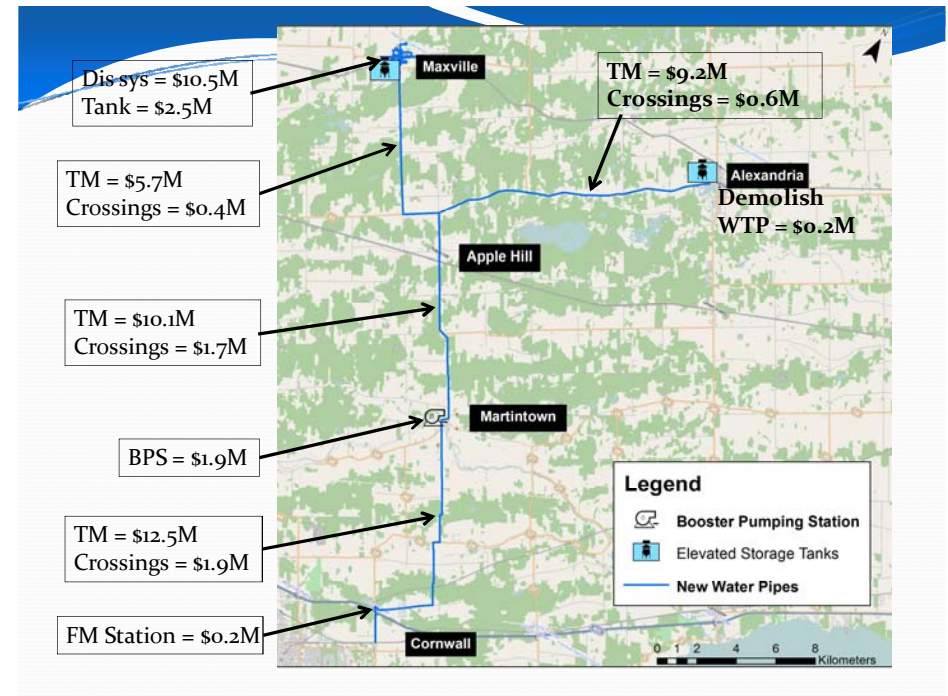 Dis sys = $10.5M
Tank = $2.5M
Maxville
TM = $9.2M
Crossings = $0.6M
N
TM = $5.7M
Crossings = $0.4M
Alexandria
Demolish
WTP = $0.2M
Apple Hill
TM = $10.1M
Crossings = $1.7M
Martintown
BPS = $1.9M
Legend
Booster Pumping Station
Elevated Storage Tanks
New Water Pipes
TM = $12.5M
Crossings = $1.9M
FM Station = $0.2M
Cornwall
0 1 2 4 6 8
Kilometers